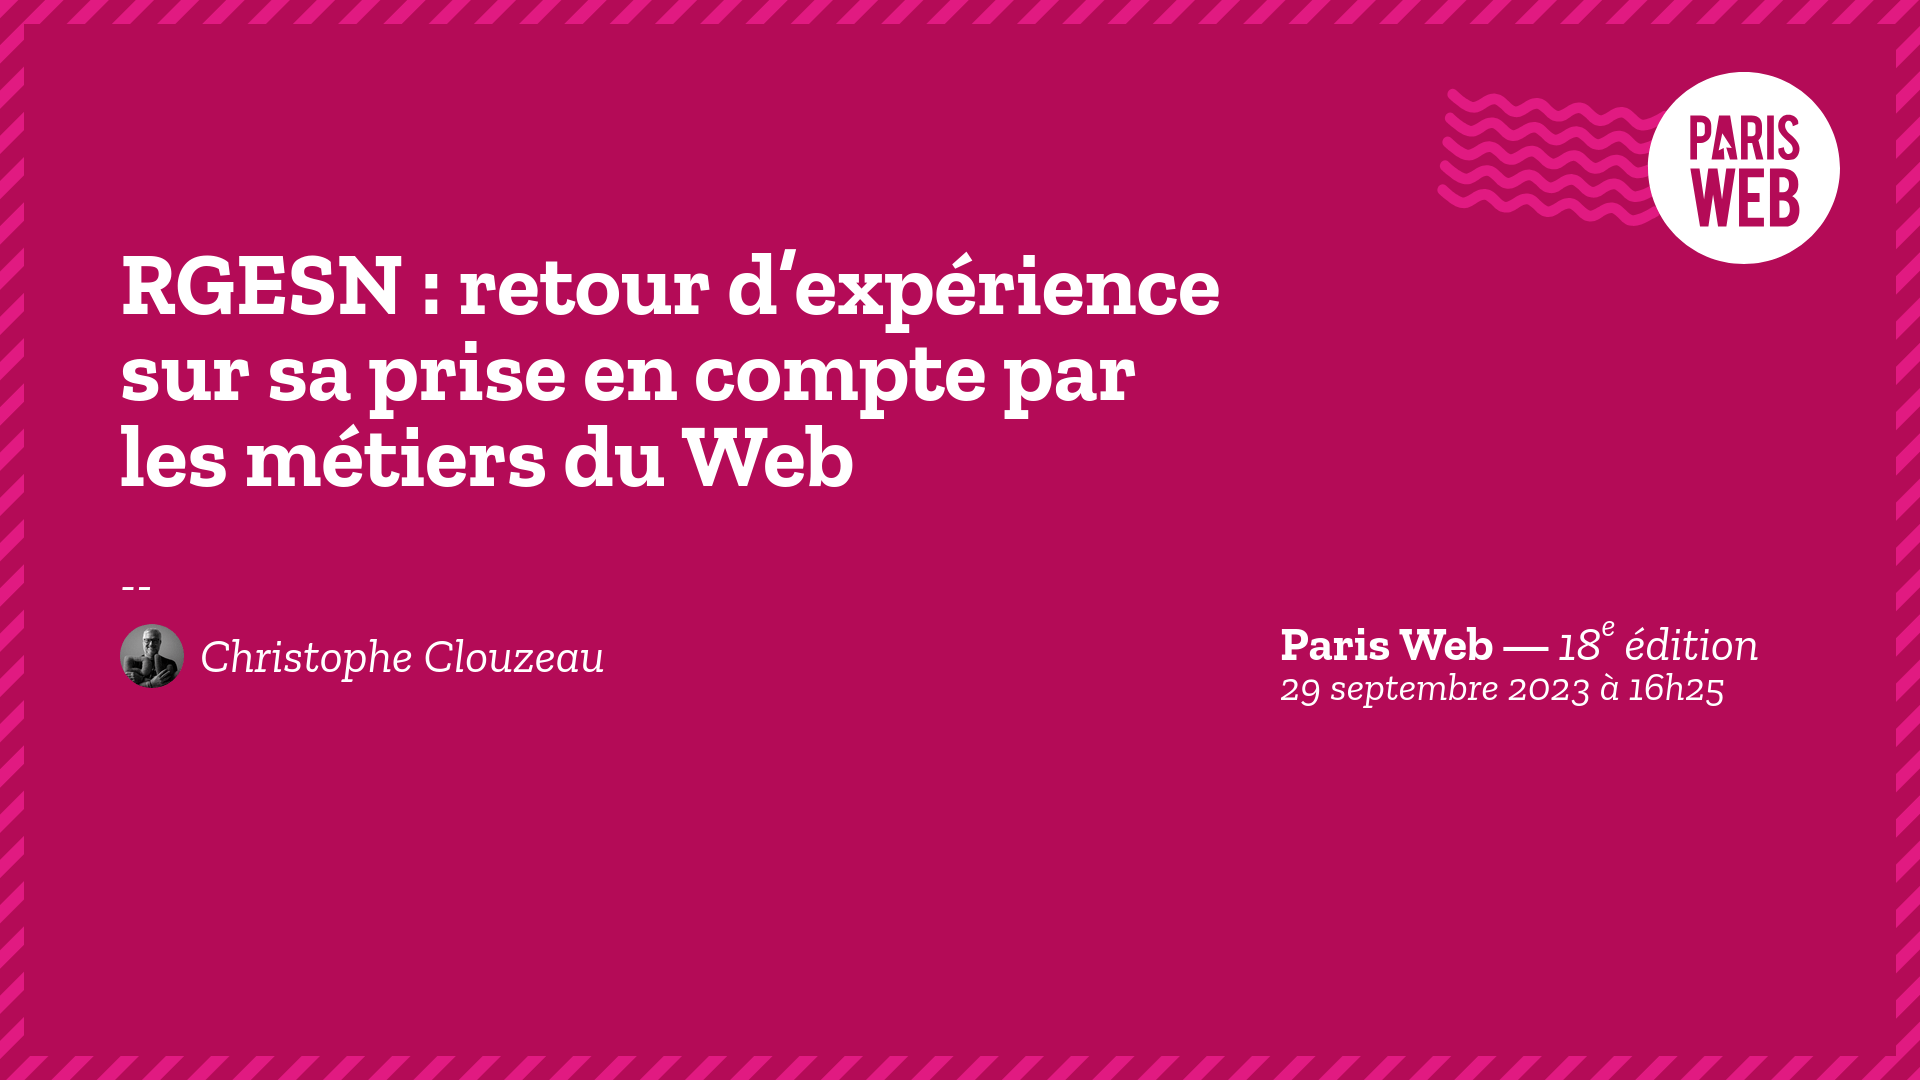 PARIS
WEB
RGESN : retour d’expérience
sur sa prise en compte par
les métiers du Web
--
Christophe Clouzeau
Paris Web — 18e édition
29 septembre 2023 à 16h25